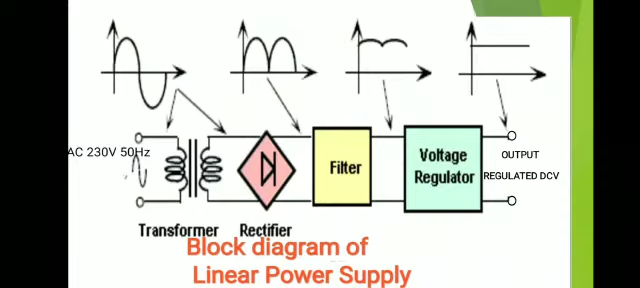 AC 230V 50Hz
Filter
Voltage
Regulator
OUTPUT
REGULATED DCV
Transformer
Rectifier
Block diagram of
Linear Power Supply